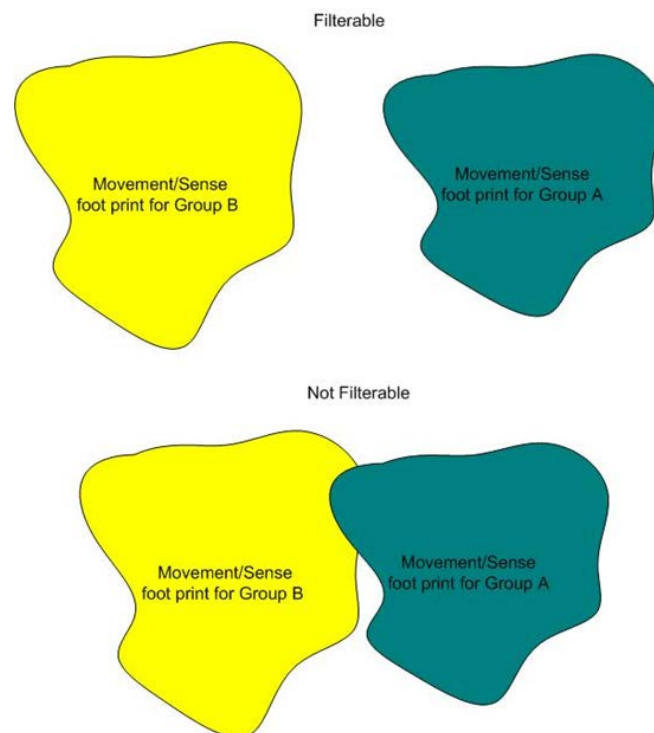 Filterable
Movement/Sense
foot print for Group B
Movement/Sense
foot print for Group A
Not Filterable
Movement/Sense
foot print for Group B
Movement/Sense
foot print for Group A